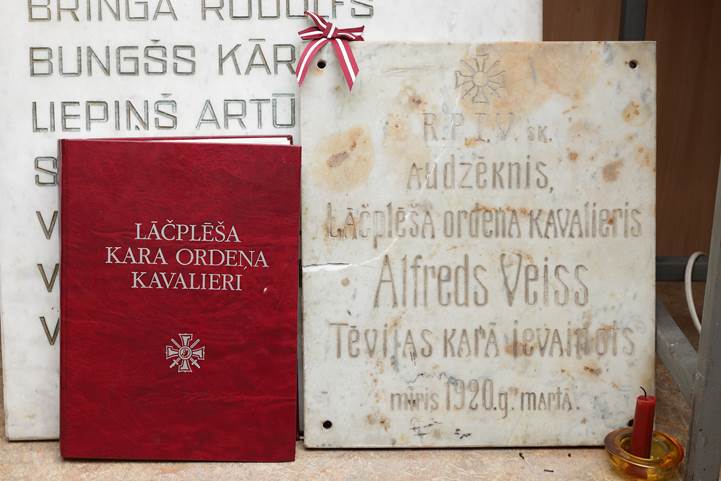 BRINGA RUDOLFS
BUNGŠS KĀR
LIEPIŅŠ ARTŪ
S
V
V
V
LĀČPLĒŠA
KARA ORDEŅA
KAVALIERI
R.P.I.V. sk.
audzēknis,
Lāčplēša ordeņa kavalieris
Alfreds Veiss
Tēvijas karā ievainots
miris 1920.g. martā.